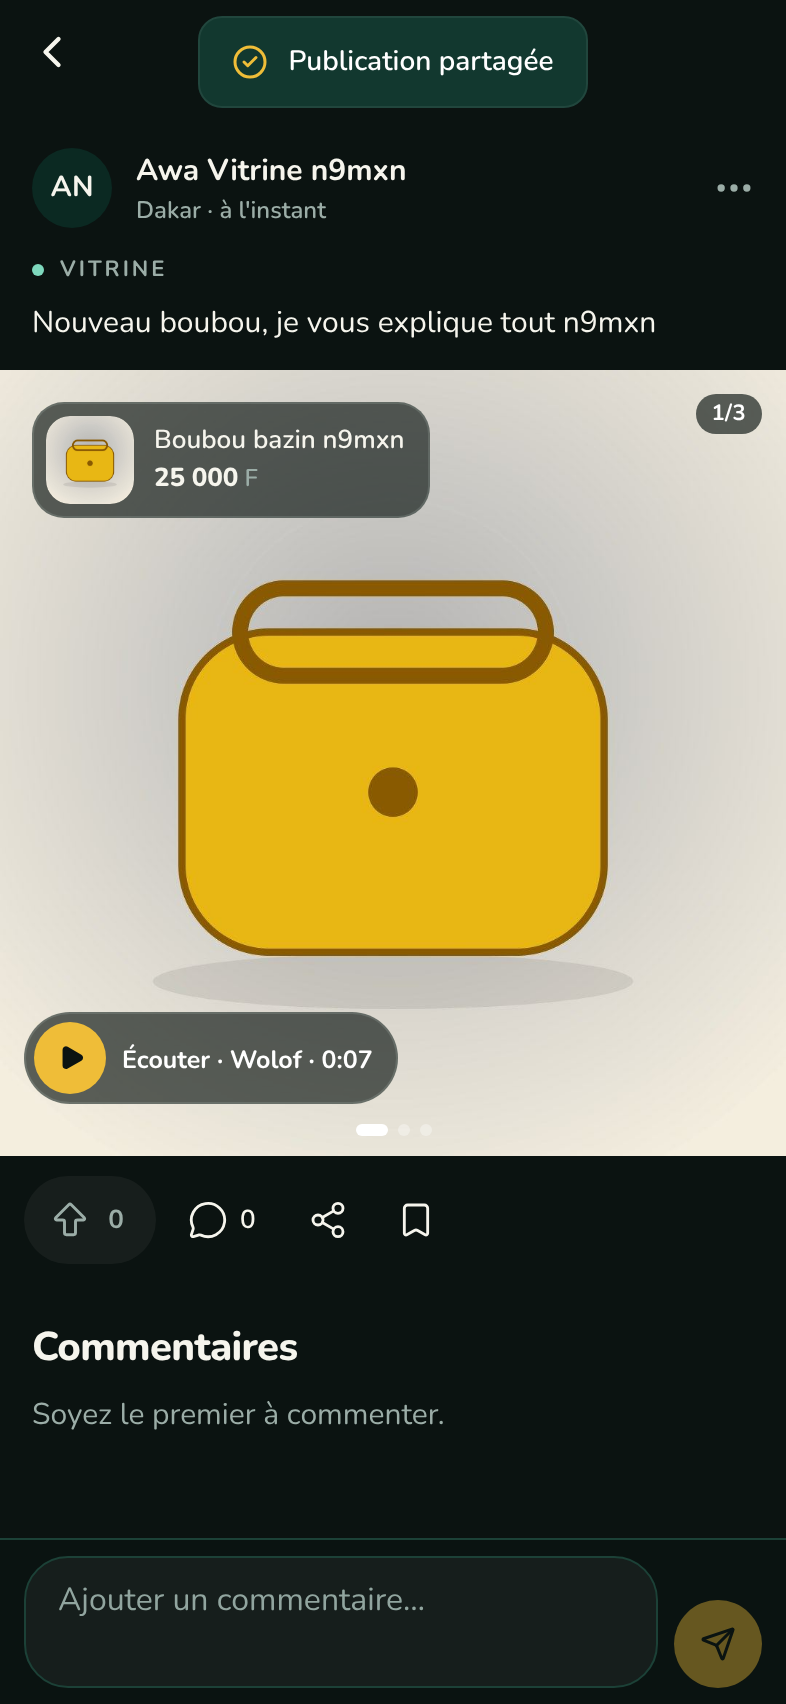 Publication partagée
AN
Awa Vitrine n9mxn
Dakar · à l'instant
VITRINE
Nouveau boubou, je vous explique tout n9mxn
Boubou bazin n9mxn
25 000 F
1/3
Écouter · Wolof · 0:07
0
0
Commentaires
Soyez le premier à commenter.
Ajouter un commentaire...